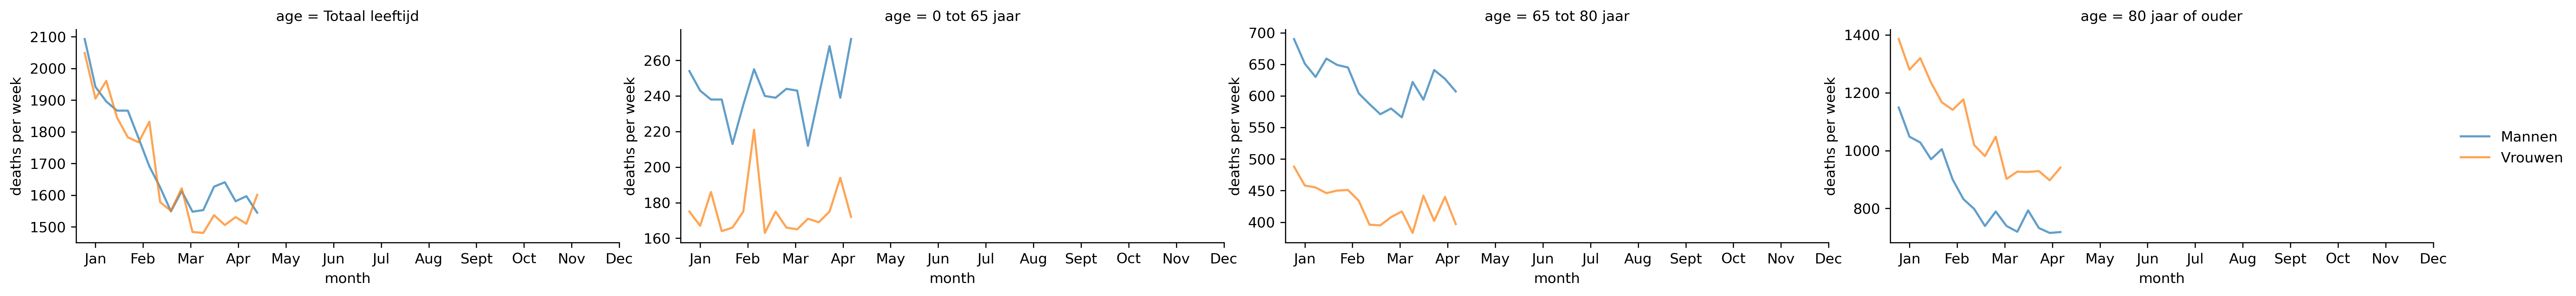 age = Totaal leeftijd
2100
2000
1900
1800
1700
1600
1500
deaths per week
Jan Feb Mar Apr May Jun Jul Aug Sept Oct Nov Dec
month
age = 0 tot 65 jaar
260
240
220
200
180
160
deaths per week
Jan Feb Mar Apr May Jun Jul Aug Sept Oct Nov Dec
month
age = 65 tot 80 jaar
700
650
600
550
500
450
400
deaths per week
Jan Feb Mar Apr May Jun Jul Aug Sept Oct Nov Dec
month
age = 80 jaar of ouder
1400
1200
1000
800
deaths per week
Jan Feb Mar Apr May Jun Jul Aug Sept Oct Nov Dec
month
Mannen
Vrouwen